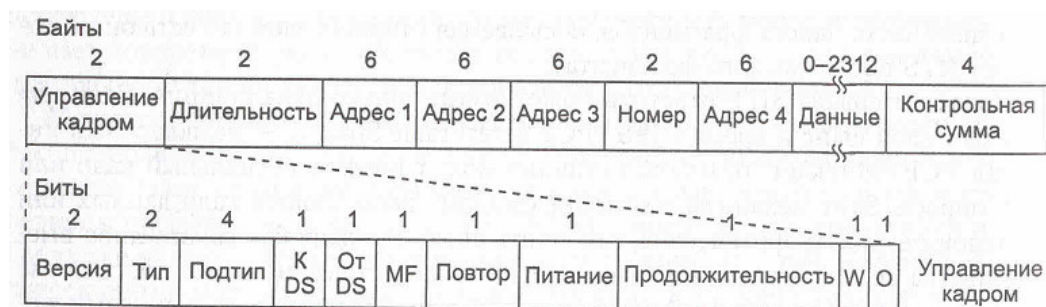 Байты
2 2 6 6 6 2 6 0–2312 4
Управление кадром Длительность Адрес 1 Адрес 2 Адрес 3 Номер Адрес 4 Данные Контрольная сумма
Биты
2 2 4 1 1 1 1 1 1 1 1
Версия Тип Подтип К DS От DS MF Повтор Питание Продолжительность W O Управление кадром